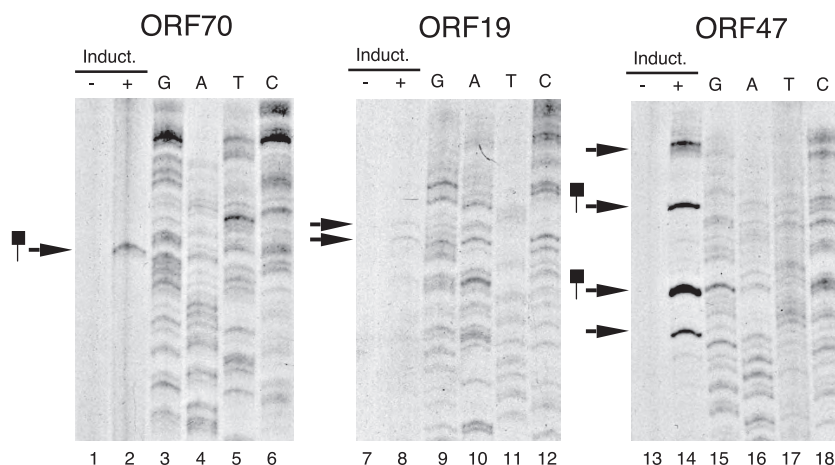 ORF70 ORF19 ORF47
Induct. Induct. Induct.
- + G A T C - + G A T C - + G A T C
1 2 3 4 5 6 7 8 9 10 11 12 13 14 15 16 17 18